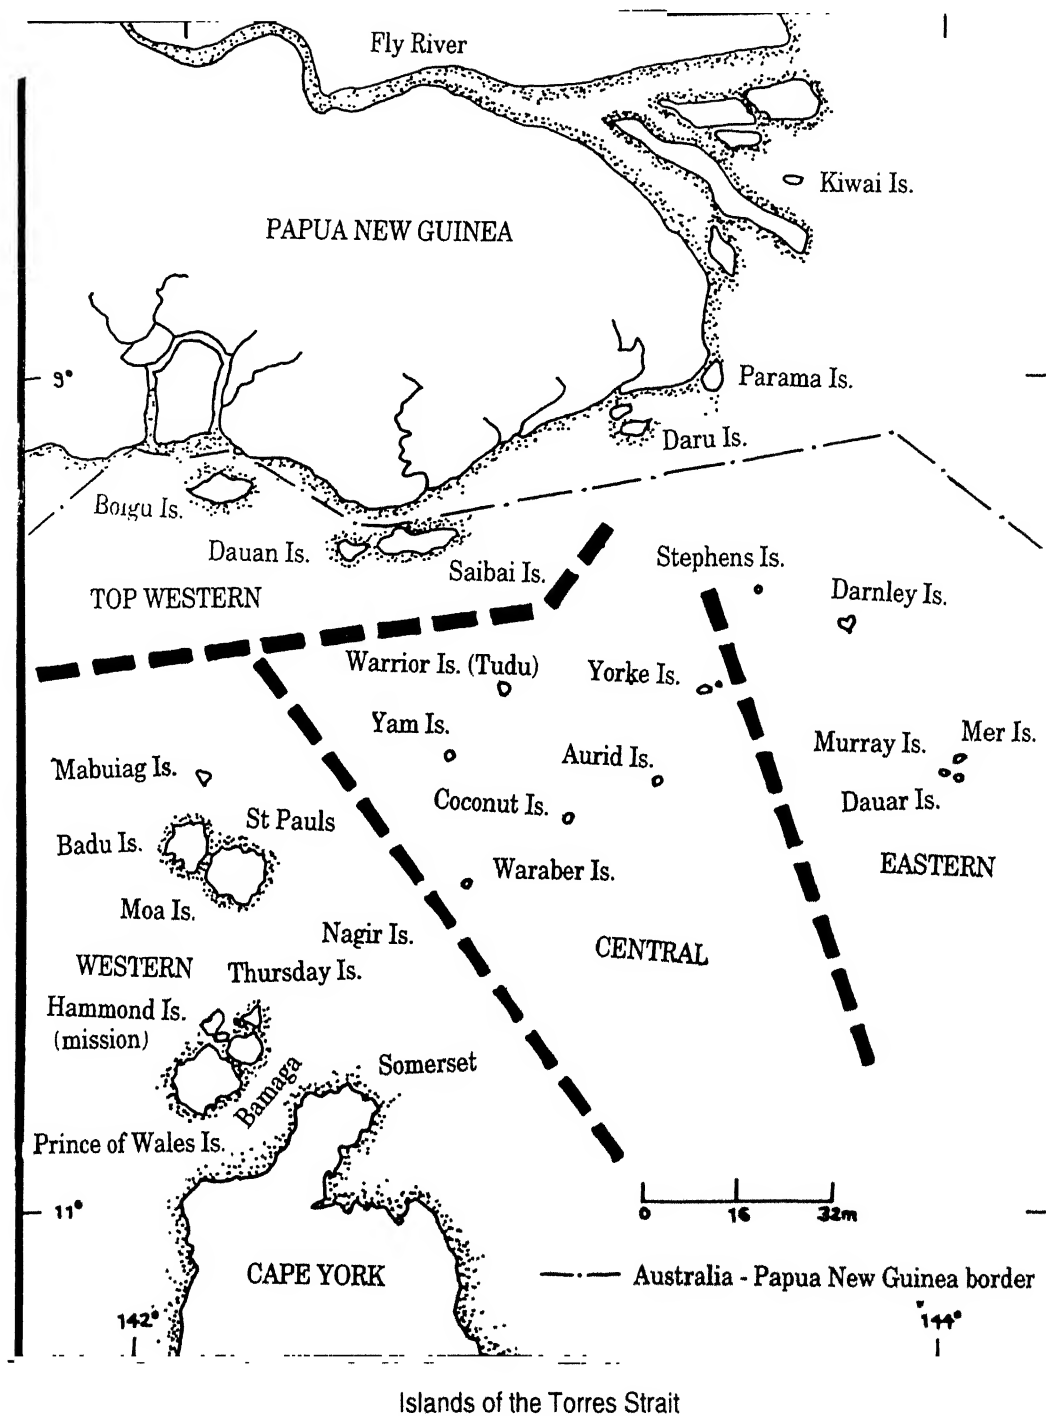 Fly River
Kiwai Is.
PAPUA NEW GUINEA
9°
Parama Is.
Daru Is.
Boigu Is.
Dauan Is.
Saibai Is.
Stephens Is.
Darnley Is.
TOP WESTERN
Warrior Is. (Tudu)
Yorke Is.
Yam Is.
Aurid Is.
Murray Is.
Mer Is.
Mabuiag Is.
Coconut Is.
Dauar Is.
St Pauls
Badu Is.
Waraber Is.
EASTERN
Moa Is.
Nagir Is.
CENTRAL
WESTERN
Thursday Is.
Hammond Is.
(mission)
Bamaga
Somerset
Prince of Wales Is.
11°
0 16 32m
CAPE YORK
Australia - Papua New Guinea border
142°
144°
Islands of the Torres Strait